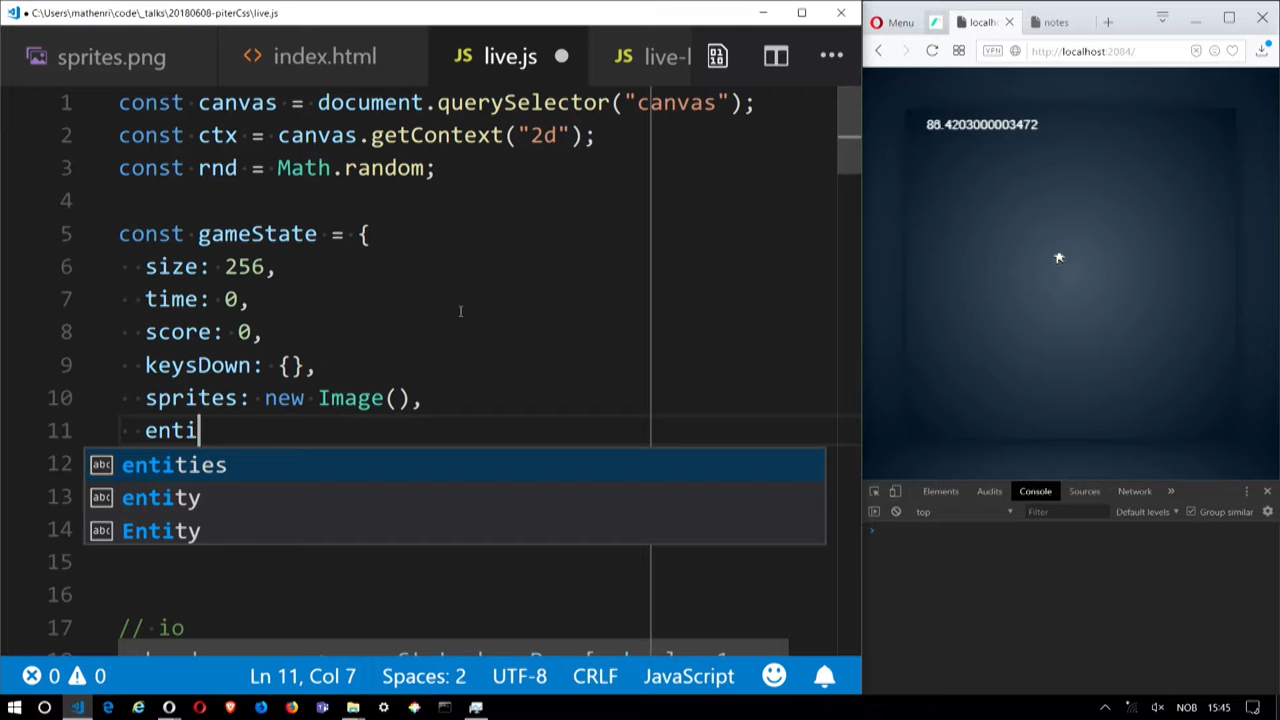 C:\Users\mathenri\code\_talks\20180608-piterCss\live.js
sprites.png
<> index.html
JS live.js
JS live-l
1 const canvas = document.querySelector("canvas");
2 const ctx = canvas.getContext("2d");
3 const rnd = Math.random;
4
5 const gameState = {
6 size: 256,
7 time: 0,
8 score: 0,
9 keysDown: {},
10 sprites: new Image(),
11 enti
12 abc entities
13 abc entity
14 abc Entity
15
16
17 // io
0 0 Ln 11, Col 7 Spaces: 2 UTF-8 CRLF JavaScript
Menu localh notes
VPN http://localhost:2084/
86.4203000003472
Elements Audits Console Sources Network »
top Filter Default levels Group similar
NOB 15:45